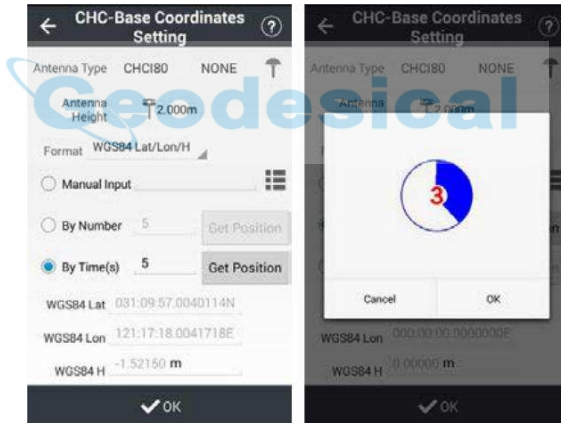 CHC-Base Coordinates
Setting
?
Antenna Type CHCI80 NONE
Antenna
Height 2.000m
Format WGS84 Lat/Lon/H
Manual Input
By Number 5 Get Position
By Time(s) 5 Get Position
WGS84 Lat 031:09:57.0040114N
WGS84 Lon 121:17:18.0041718E
WGS84 H -1.52150 m
OK
CHC-Base Coordinates
Setting
?
Antenna Type CHCI80 NONE
Antenna 2.000m
3
Cancel OK
WGS84 Lon 000:00:00.0000000E
WGS84 H 0.00000 m
OK
Geodesical